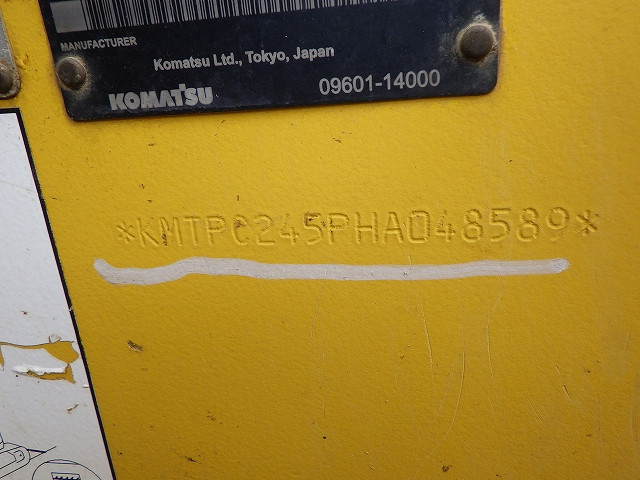 MANUFACTURER
Komatsu Ltd., Tokyo, Japan
KOMATSU 09601-14000
*KMTPC245PHA048589*